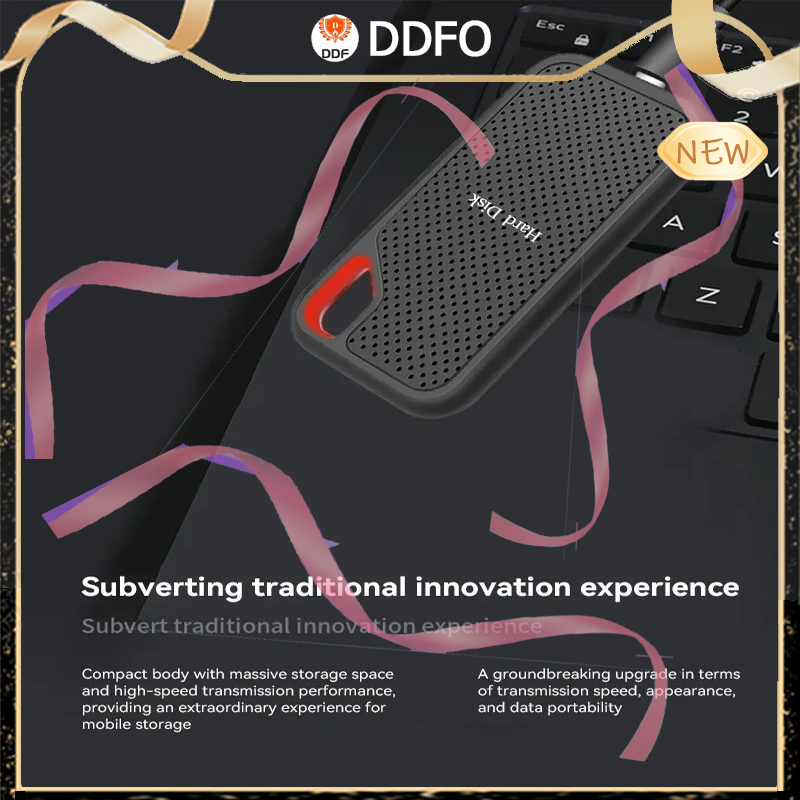 DDF
DDFO
Esc
F2
NEW
2
A
Z
Hard Disk
Subverting traditional innovation experience
Subvert traditional innovation experience
Compact body with massive storage space
and high-speed transmission performance,
providing an extraordinary experience for
mobile storage
A groundbreaking upgrade in terms
of transmission speed, appearance,
and data portability